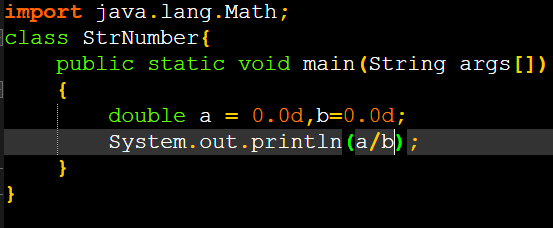 import java.lang.Math;
class StrNumber{
    public static void main(String args[])
    {
        double a = 0.0d,b=0.0d;
        System.out.println(a/b);
    }
}